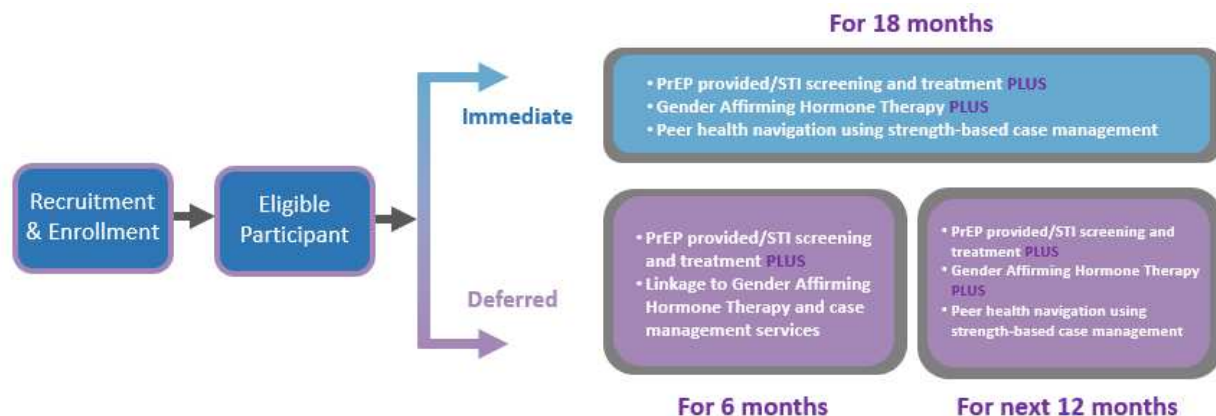 For 18 months
• PrEP provided/STI screening and treatment PLUS
• Gender Affirming Hormone Therapy PLUS
• Peer health navigation using strength-based case management
Immediate
Recruitment
& Enrollment
Eligible
Participant
Deferred
• PrEP provided/STI screening
and treatment PLUS
• Linkage to Gender Affirming
Hormone Therapy and case
management services
• PrEP provided/STI screening and
treatment PLUS
• Gender Affirming Hormone Therapy
PLUS
• Peer health navigation using
strength-based case management
For 6 months
For next 12 months